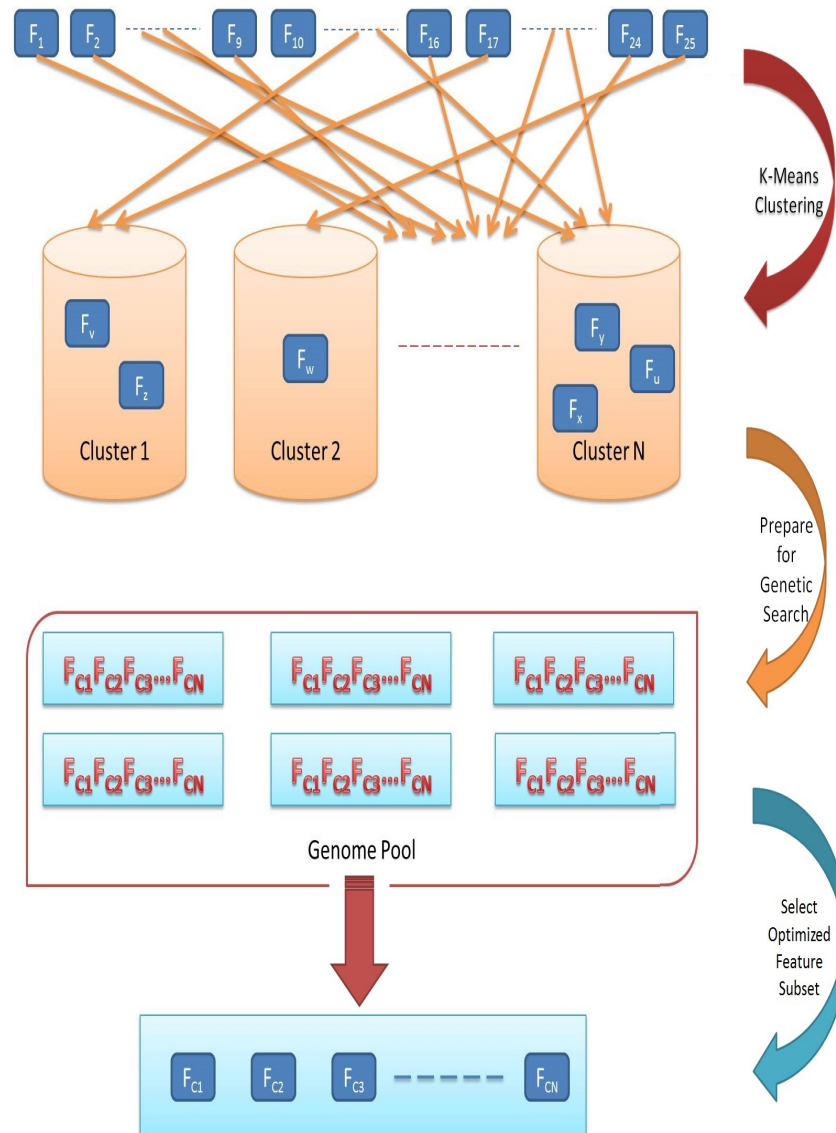 F1 F2 F9 F10 F16 F17 F24 F25
K-Means
Clustering
Fv
Fz
Cluster 1
Fw
Cluster 2
Fy
Fu
Fx
Cluster N
Prepare
for
Genetic
Search
FC1FC2FC3...FCN
FC1FC2FC3...FCN
FC1FC2FC3...FCN
FC1FC2FC3...FCN
FC1FC2FC3...FCN
FC1FC2FC3...FCN
Genome Pool
Select
Optimized
Feature
Subset
FC1 FC2 FC3 FCN